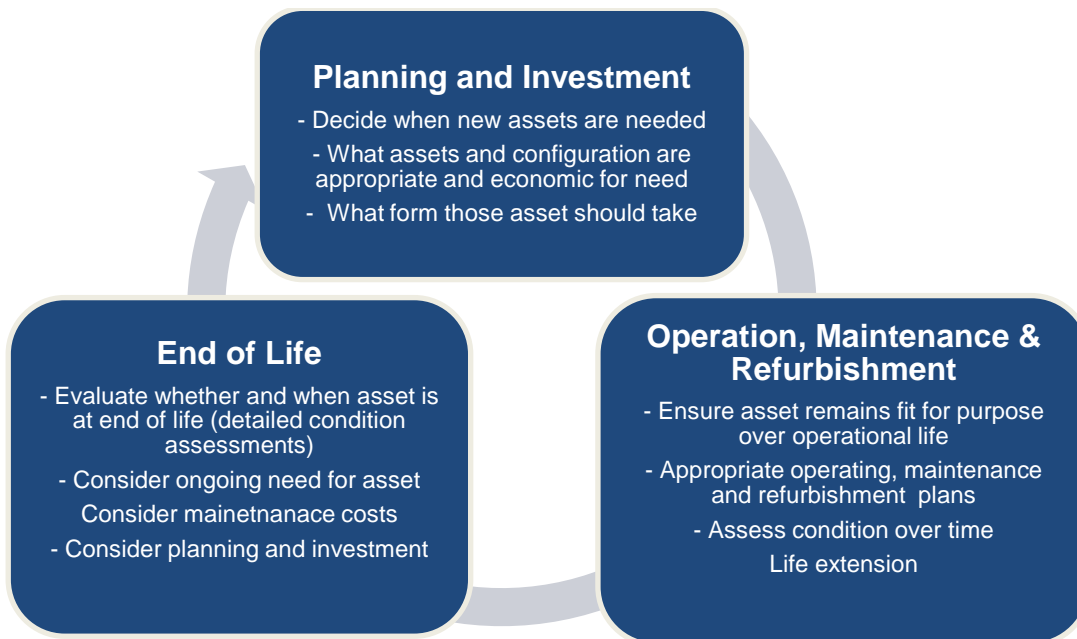 Planning and Investment
- Decide when new assets are needed
- What assets and configuration are
appropriate and economic for need
- What form those asset should take
End of Life
- Evaluate whether and when asset is
at end of life (detailed condition
assessments)
- Consider ongoing need for asset
Consider mainetnanace costs
- Consider planning and investment
Operation, Maintenance &
Refurbishment
- Ensure asset remains fit for purpose
over operational life
- Appropriate operating, maintenance
and refurbishment plans
- Assess condition over time
Life extension